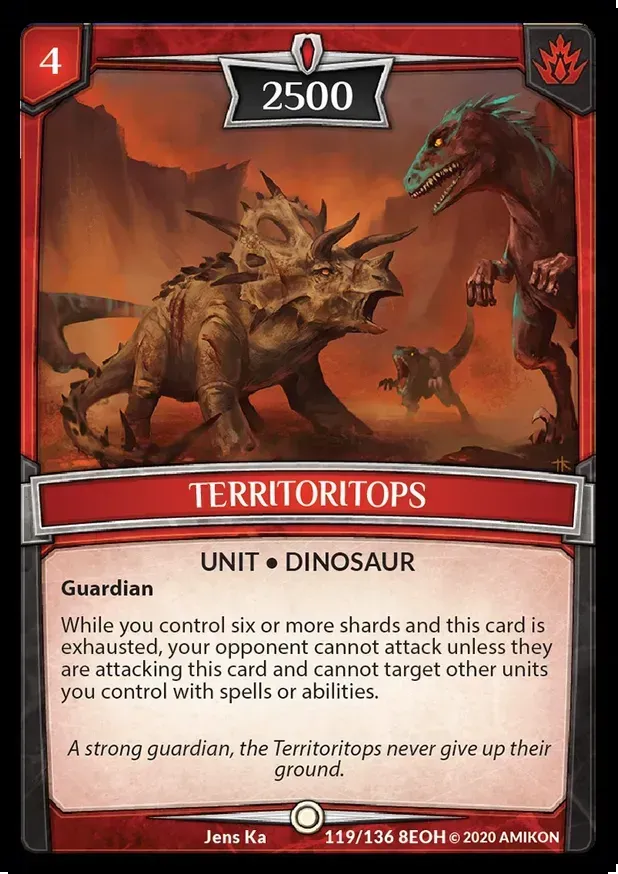 4
2500
TERRITORITOPS
UNIT • DINOSAUR
Guardian
While you control six or more shards and this card is
exhausted, your opponent cannot attack unless they
are attacking this card and cannot target other units
you control with spells or abilities.
A strong guardian, the Territoritops never give up their
ground.
Jens Ka 119/136 8EOH © 2020 AMIKON